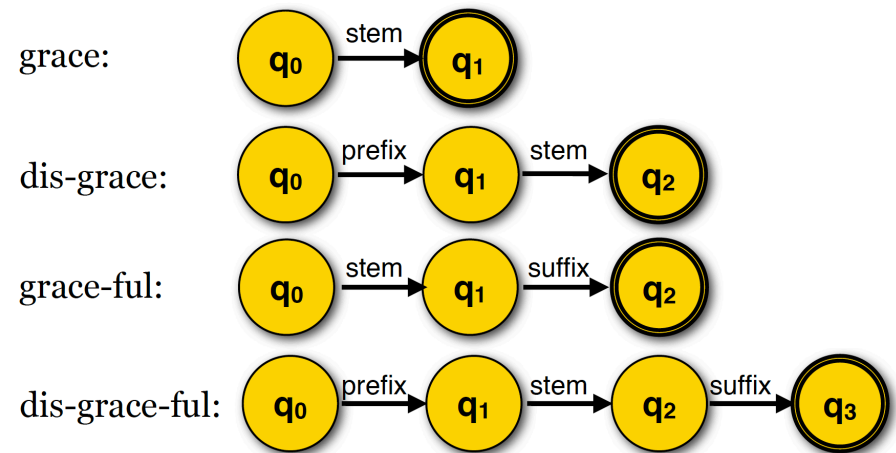 grace: q0 stem q1
dis-grace: q0 prefix q1 stem q2
grace-ful: q0 stem q1 suffix q2
dis-grace-ful: q0 prefix q1 stem q2 suffix q3